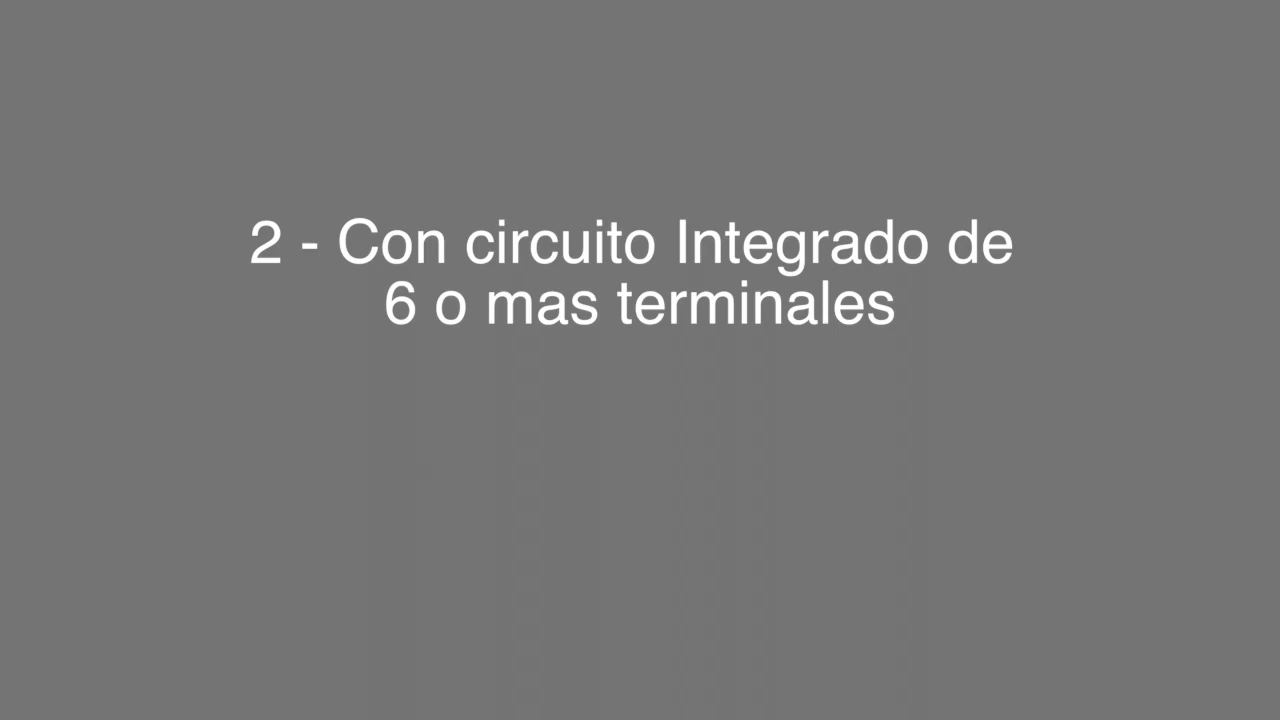 2 - Con circuito Integrado de
6 o mas terminales